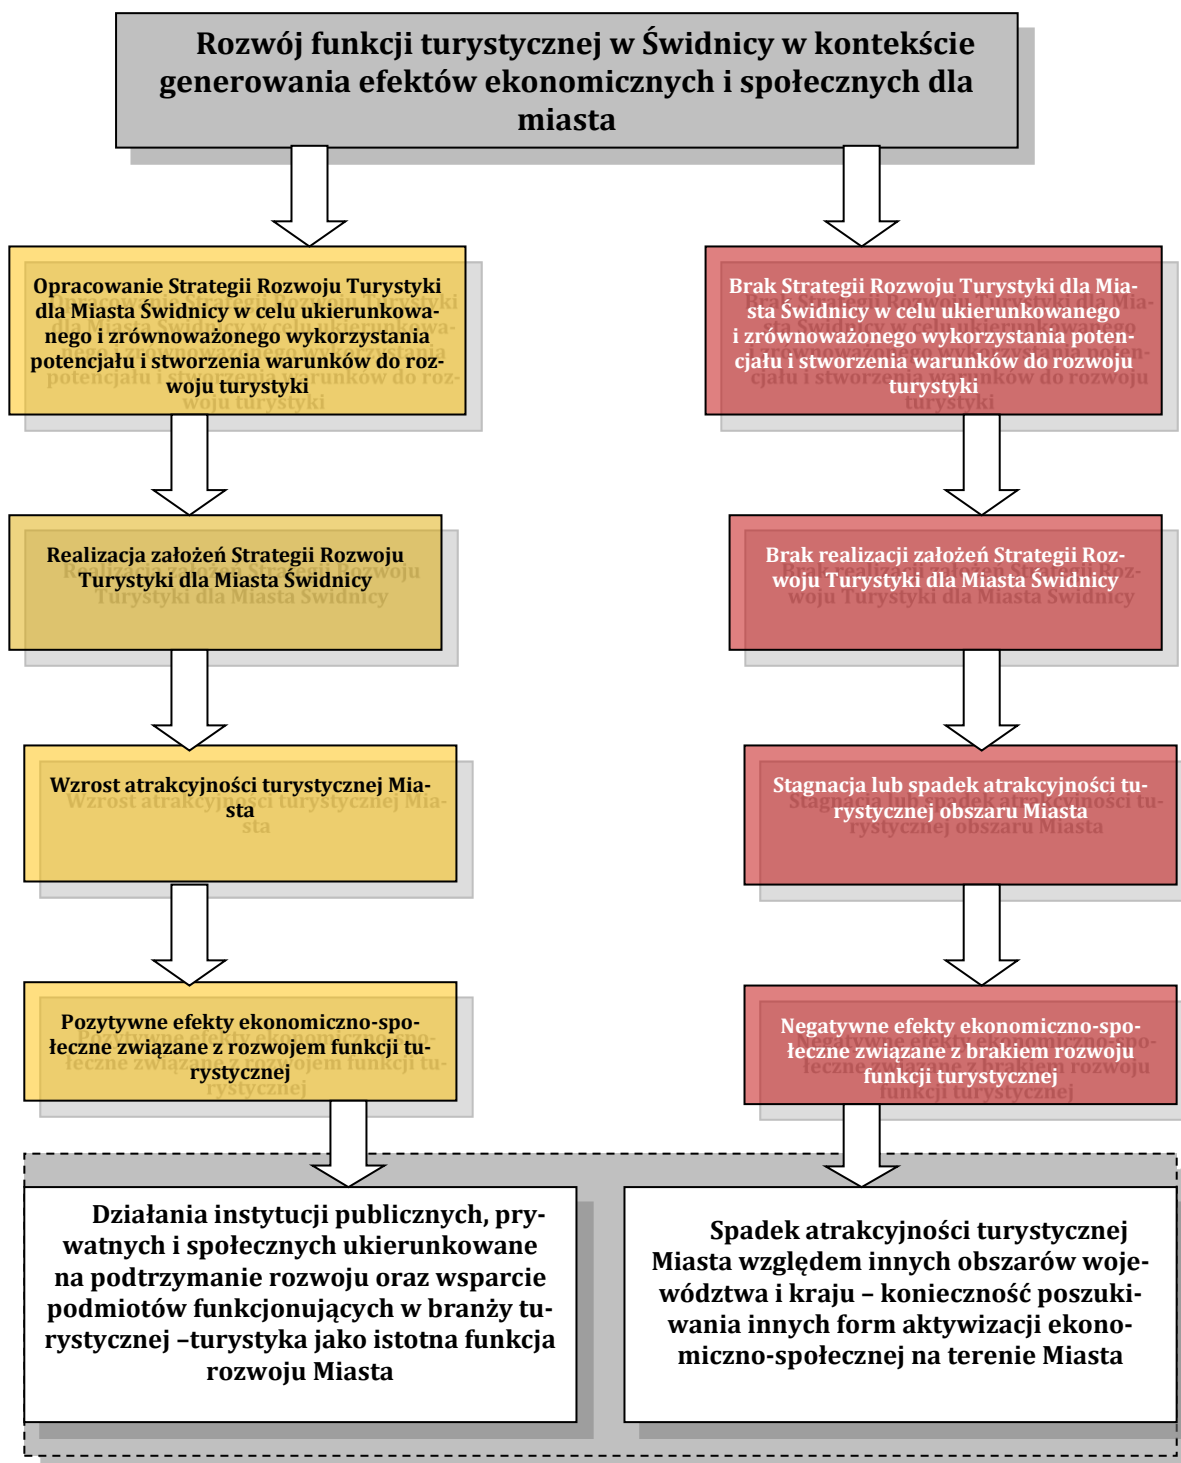 Rozwój funkcji turystycznej w Świdnicy w kontekście
generowania efektów ekonomicznych i społecznych dla
miasta
Opracowanie Strategii Rozwoju Turystyki
dla Miasta Świdnicy w celu ukierunkowa-
nego i zrównoważonego wykorzystania
potencjału i stworzenia warunków do roz-
woju turystyki
Brak Strategii Rozwoju Turystyki dla Mia-
sta Świdnicy w celu ukierunkowanego
i zrównoważonego wykorzystania poten-
cjału i stworzenia warunków do rozwoju
turystyki
Realizacja założeń Strategii Rozwoju
Turystyki dla Miasta Świdnicy
Brak realizacji założeń Strategii Roz-
woju Turystyki dla Miasta Świdnicy
Wzrost atrakcyjności turystycznej Mia-
sta
Stagnacja lub spadek atrakcyjności tu-
rystycznej obszaru Miasta
Pozytywne efekty ekonomiczno-spo-
łeczne związane z rozwojem funkcji tu-
rystycznej
Negatywne efekty ekonomiczno-spo-
łeczne związane z brakiem rozwoju
funkcji turystycznej
Działania instytucji publicznych, pry-
watnych i społecznych ukierunkowane
na podtrzymanie rozwoju oraz wsparcie
podmiotów funkcjonujących w branży tu-
rystycznej –turystyka jako istotna funkcja
rozwoju Miasta
Spadek atrakcyjności turystycznej
Miasta względem innych obszarów woje-
wództwa i kraju – konieczność poszuki-
wania innych form aktywizacji ekono-
miczno-społecznej na terenie Miasta